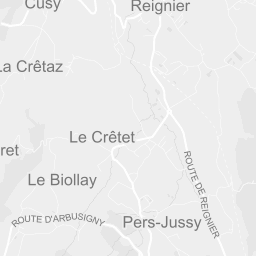 Cusy
Reignier
La Crêtaz
Le Crêtet
ret
ROUTE DE REIGNIER
Le Biollay
ROUTE D'ARBUSIGNY
Pers-Jussy